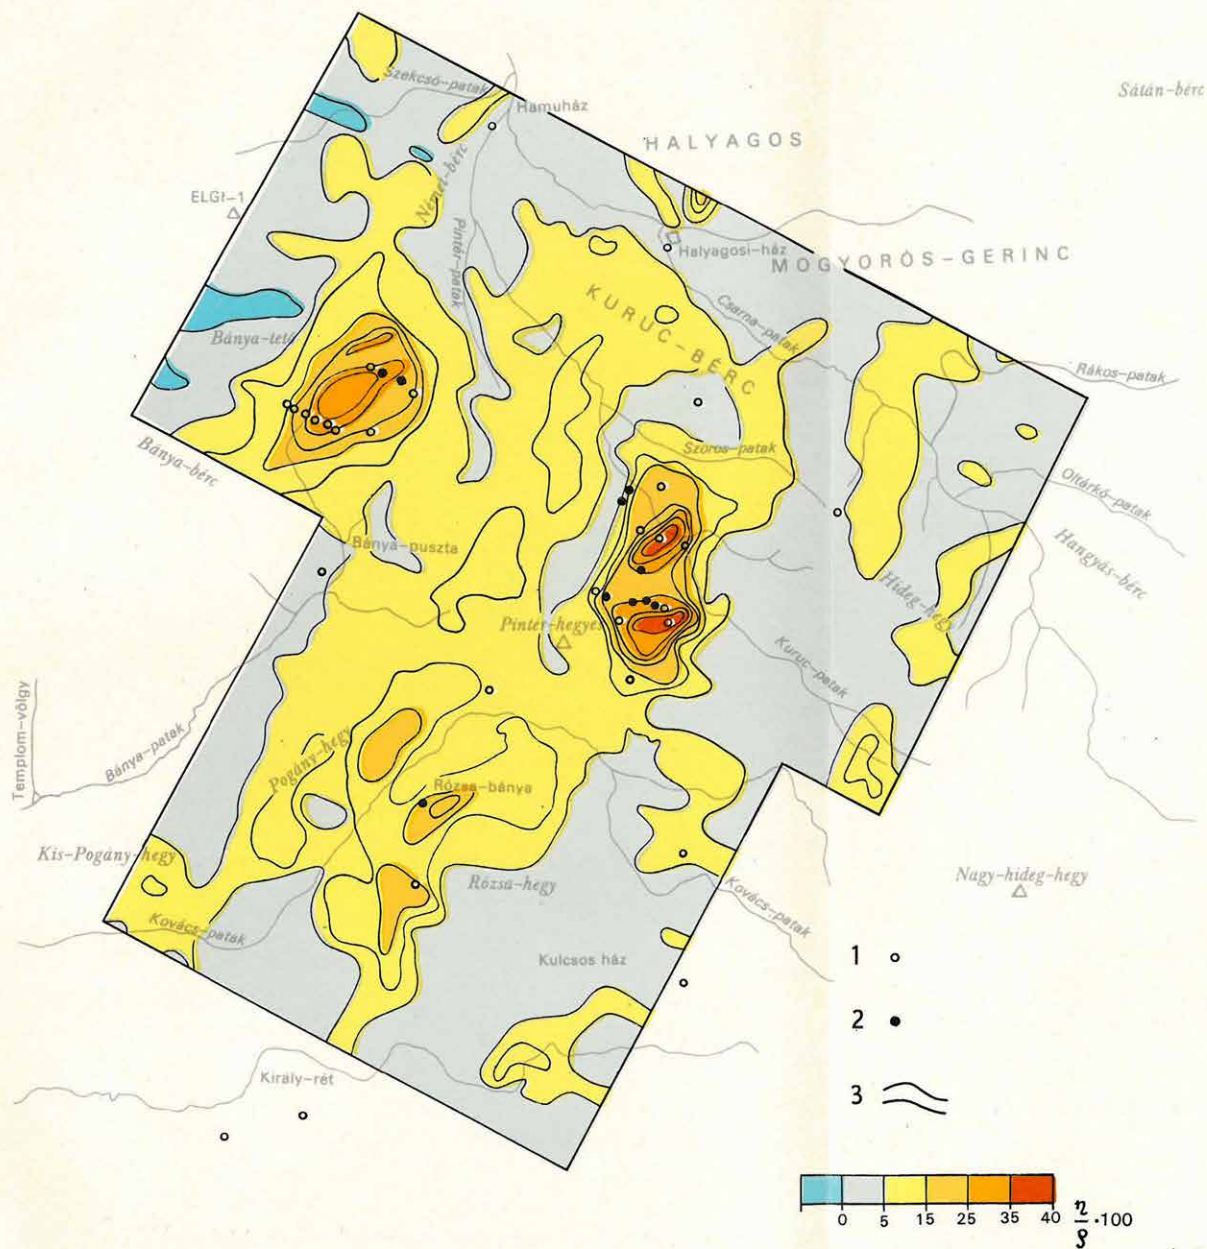 Szekcső-patak
Hamuház
Sátán-bérc
HALYAGOS
Német-bérc
ELGI-1
Pintér-patak
Halyagosi-ház
MOGYORÓS-GERINC
KURUC-BÉRC
Csarna-patak
Bánya-tető
Rákos-patak
Bánya-bérc
Szoros-patak
Oltárkő-patak
Bánya-puszta
Hangyás-bérc
Hideg-hegy
Pintér-hegyes
Kuruc-patak
Templom-völgy
Bánya-patak
Pogány-hegy
Rózsa-bánya
Kis-Pogány-hegy
Rózsa-hegy
Nagy-hideg-hegy
Kovács-patak
Kovács-patak
Kulcsos ház
1
2
3
Király-rét
0 5 15 25 35 40
η/ρ ·100